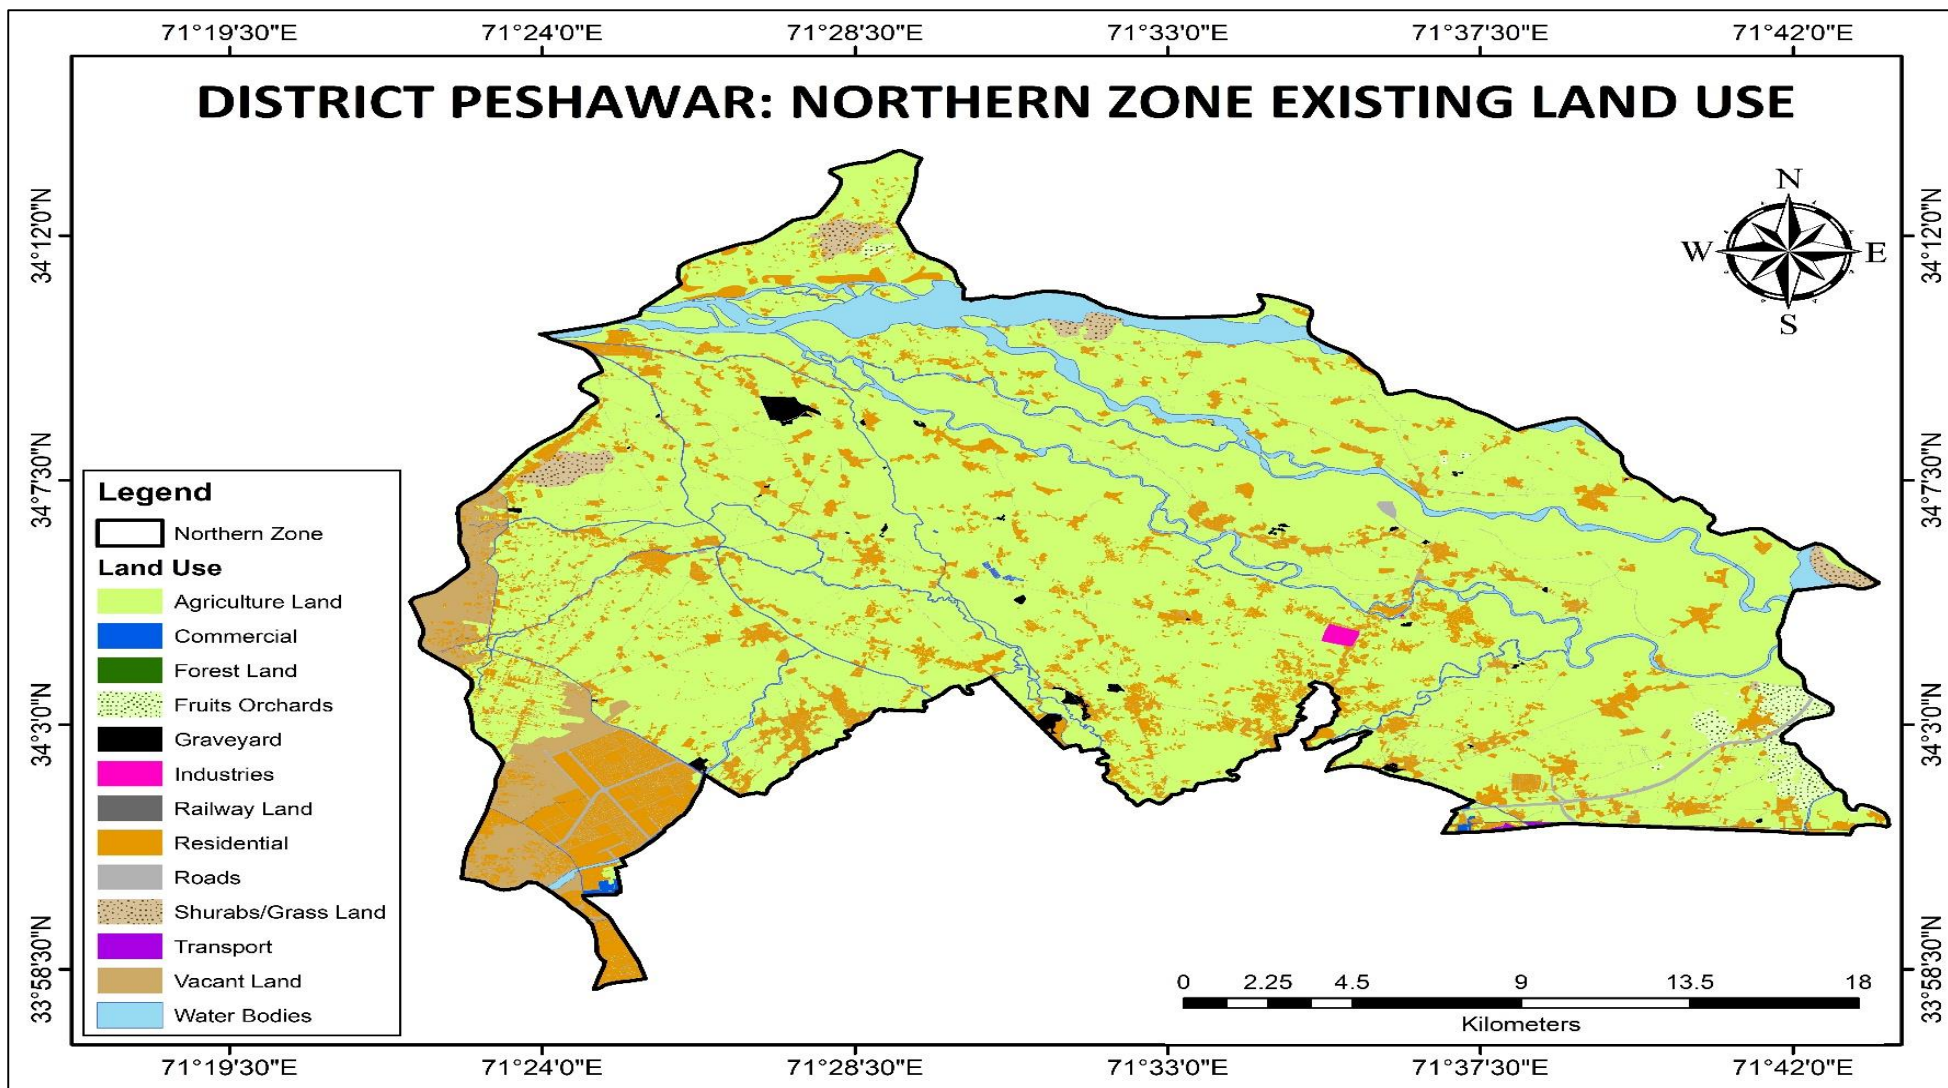 71°19'30"E 71°24'0"E 71°28'30"E 71°33'0"E 71°37'30"E 71°42'0"E
DISTRICT PESHAWAR: NORTHERN ZONE EXISTING LAND USE
N
W E
S
34°12'0"N 34°12'0"N
34°7'30"N 34°7'30"N
34°3'0"N 34°3'0"N
33°58'30"N 33°58'30"N
Legend
Northern Zone
Land Use
Agriculture Land
Commercial
Forest Land
Fruits Orchards
Graveyard
Industries
Railway Land
Residential
Roads
Shurabs/Grass Land
Transport
Vacant Land
Water Bodies
0 2.25 4.5 9 13.5 18
Kilometers
71°19'30"E 71°24'0"E 71°28'30"E 71°33'0"E 71°37'30"E 71°42'0"E